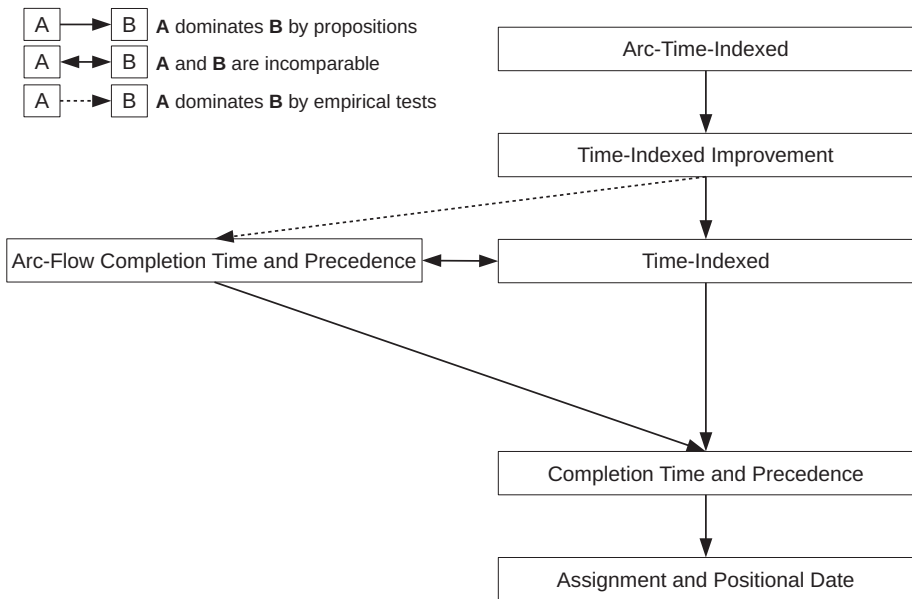 A B A dominates B by propositions
A B A and B are incomparable
A B A dominates B by empirical tests
Arc-Time-Indexed
Time-Indexed Improvement
Arc-Flow Completion Time and Precedence
Time-Indexed
Completion Time and Precedence
Assignment and Positional Date